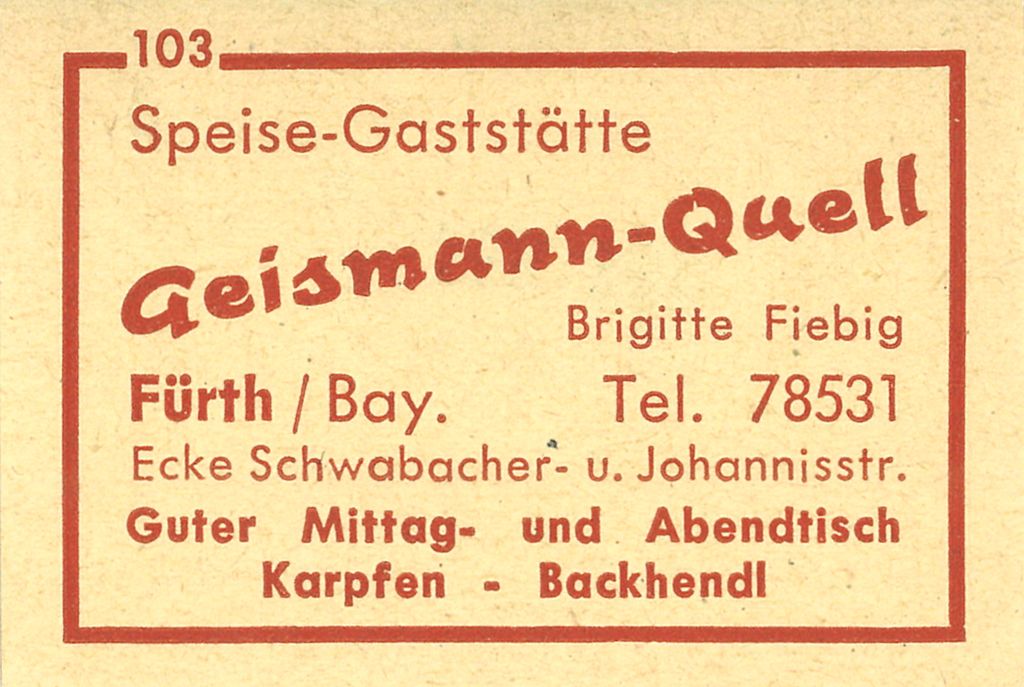 103
Speise-Gaststätte
Geismann-Quell
Brigitte Fiebig
Fürth / Bay. Tel. 78531
Ecke Schwabacher- u. Johannisstr.
Guter Mittag- und Abendtisch
Karpfen - Backhendl